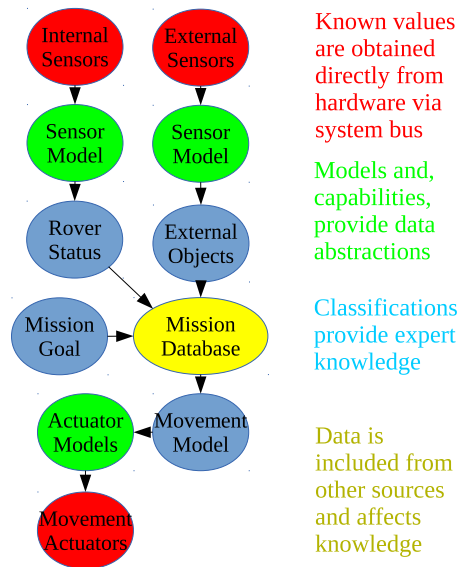 Internal
Sensors
External
Sensors
Known values
are obtained
directly from
hardware via
system bus
Sensor
Model
Sensor
Model
Models and,
capabilities,
provide data
abstractions
Rover
Status
External
Objects
Mission
Goal
Mission
Database
Classifications
provide expert
knowledge
Actuator
Models
Movement
Model
Data is
included from
other sources
and affects
knowledge
Movement
Actuators